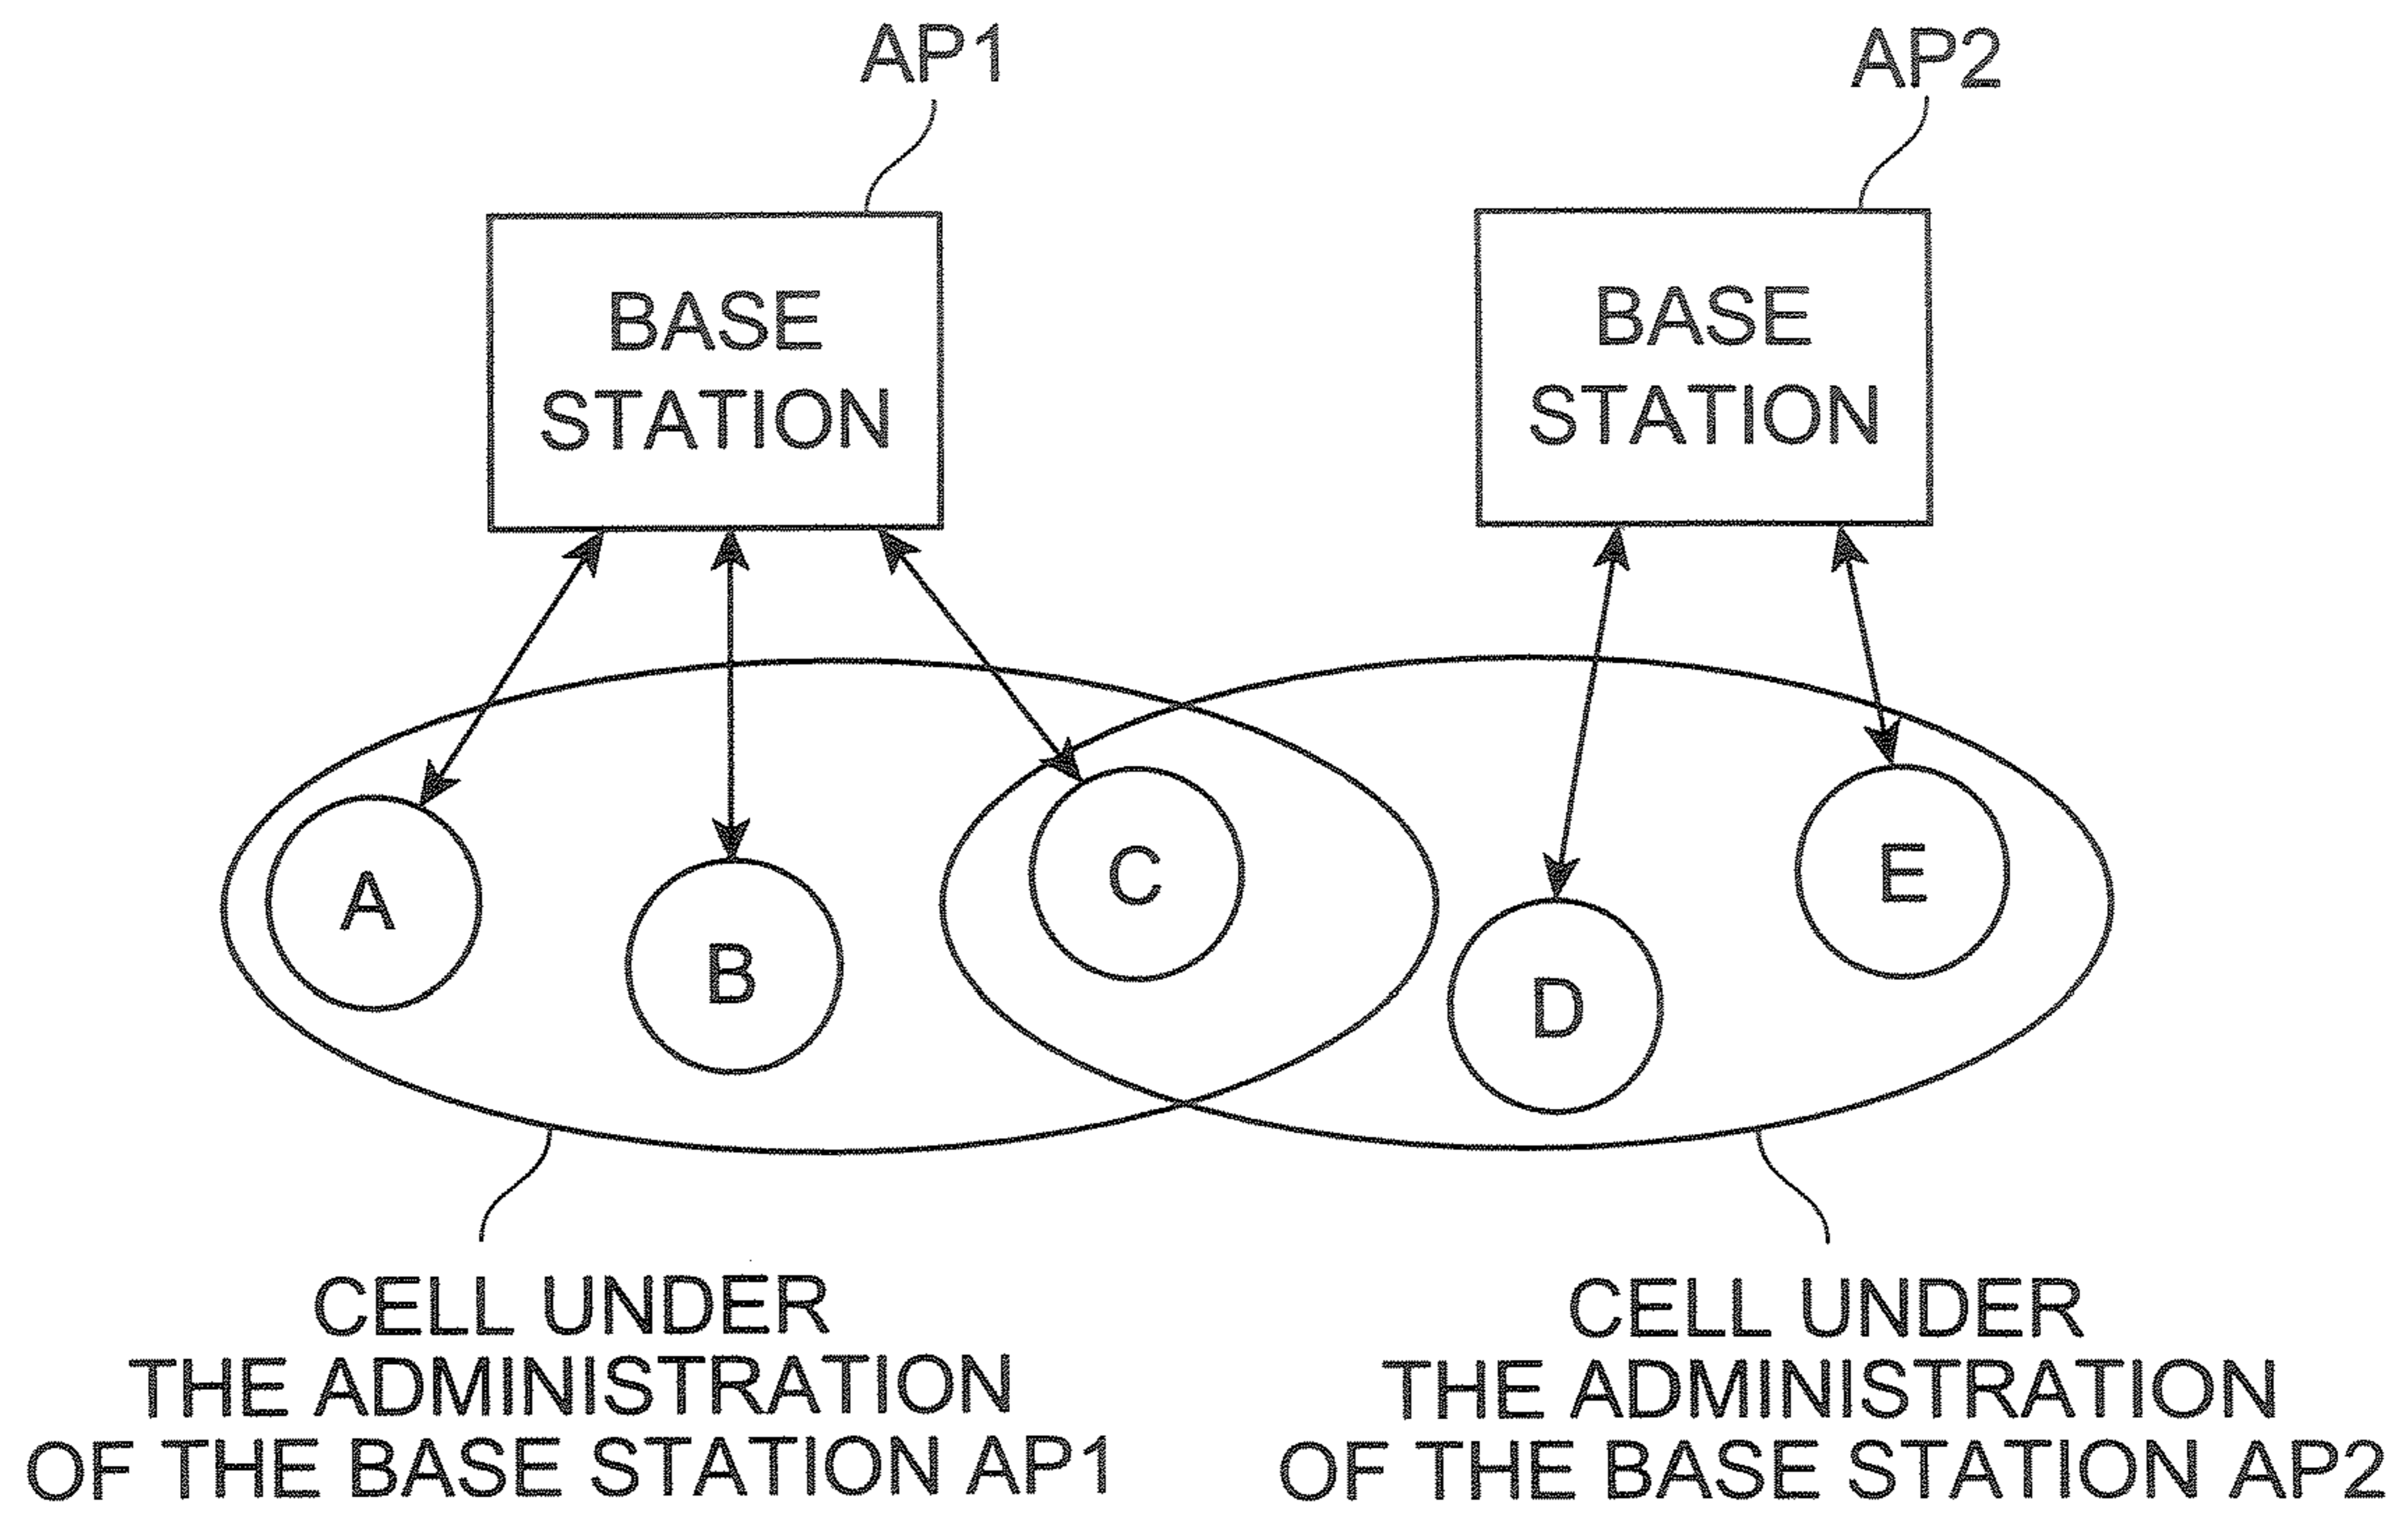 AP1
AP2
BASE
STATION
BASE
STATION
A
B
C
D
E
CELL UNDER
THE ADMINISTRATION
OF THE BASE STATION AP1
CELL UNDER
THE ADMINISTRATION
OF THE BASE STATION AP2